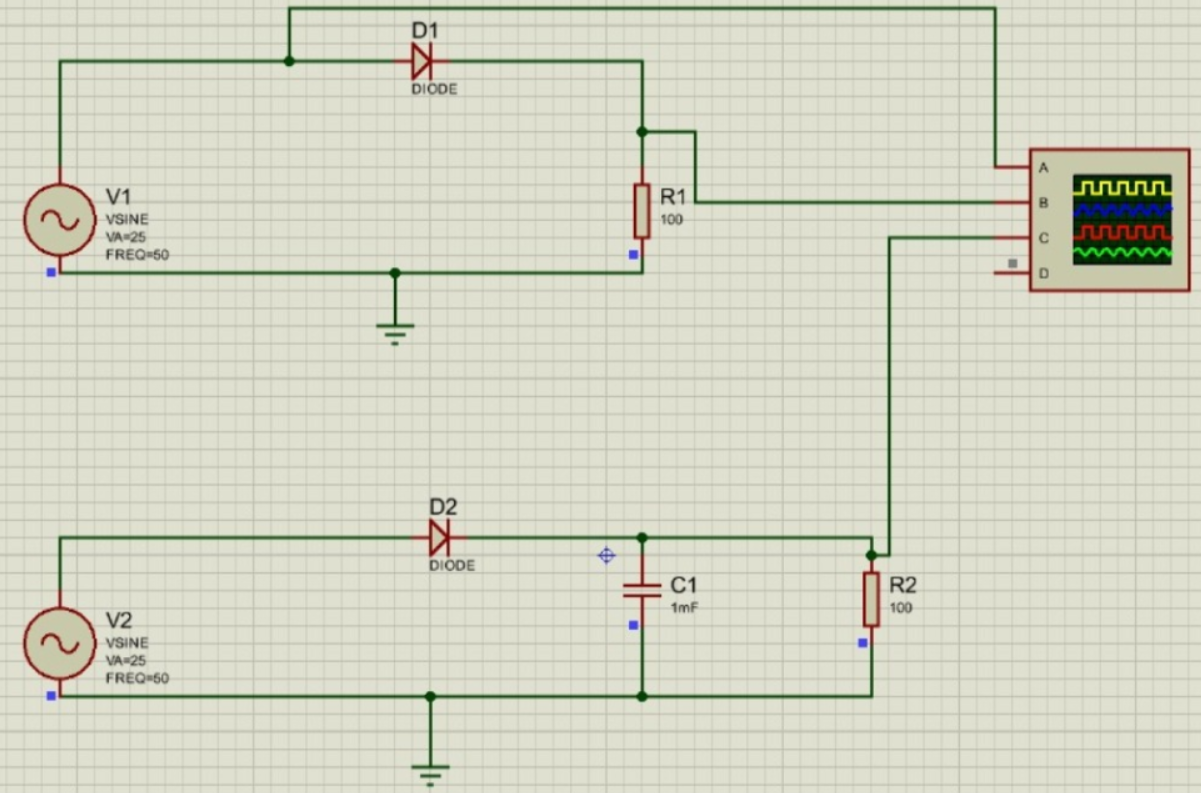 D1
DIODE
V1
VSINE
VA=25
FREQ=50
R1
100
A
B
C
D
D2
DIODE
V2
VSINE
VA=25
FREQ=50
C1
1mF
R2
100